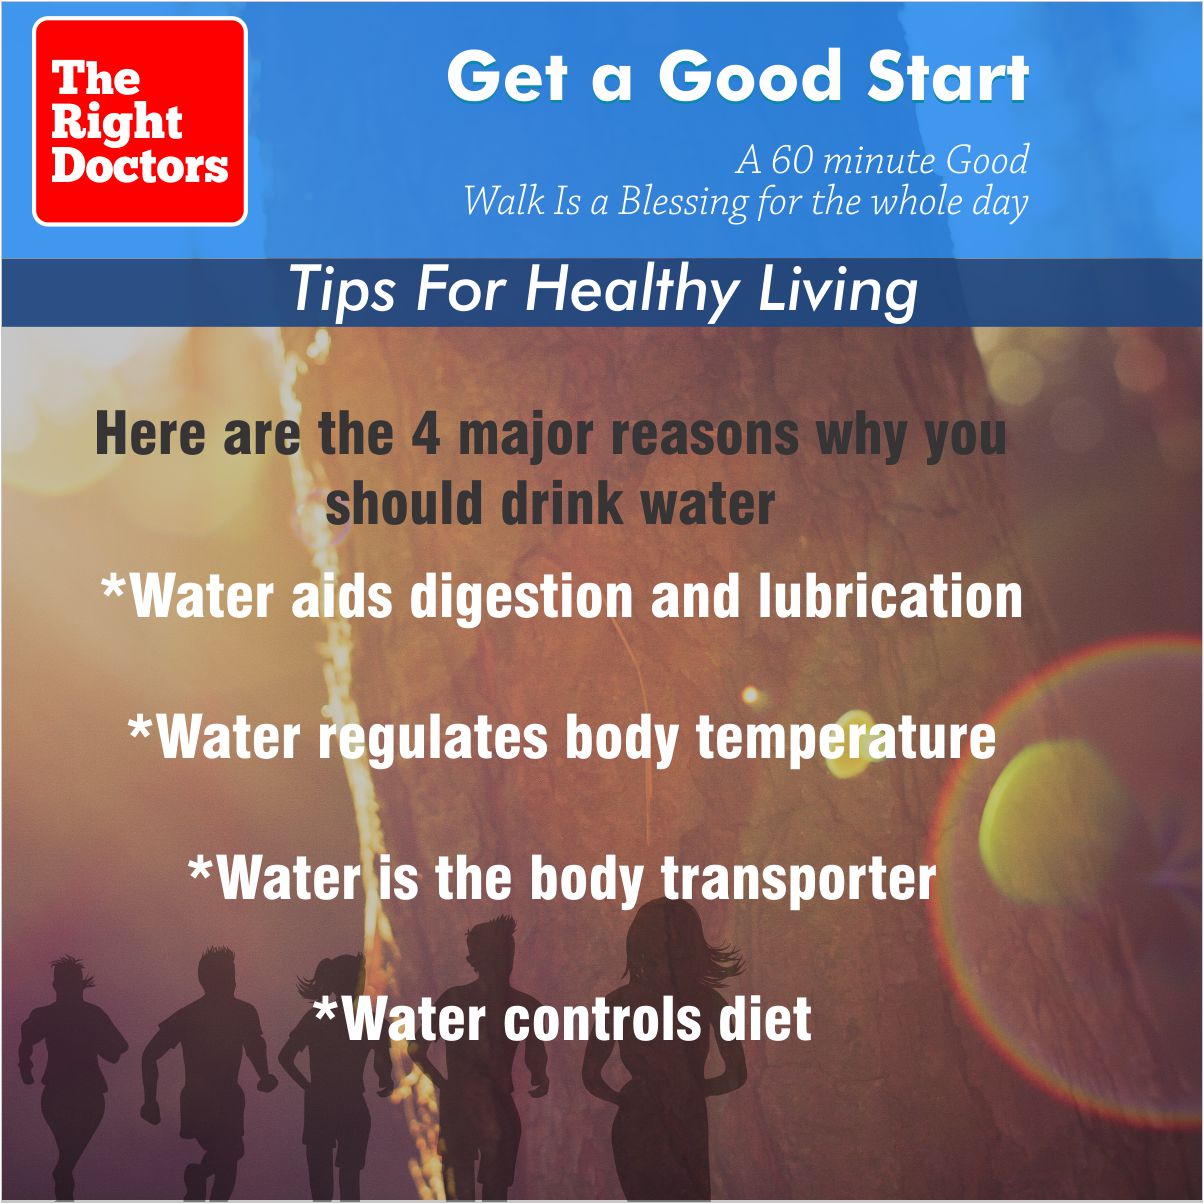 The
Right
Doctors
Get a Good Start
A 60 minute Good
Walk Is a Blessing for the whole day
Tips For Healthy Living
Here are the 4 major reasons why you
should drink water
*Water aids digestion and lubrication
*Water regulates body temperature
*Water is the body transporter
*Water controls diet